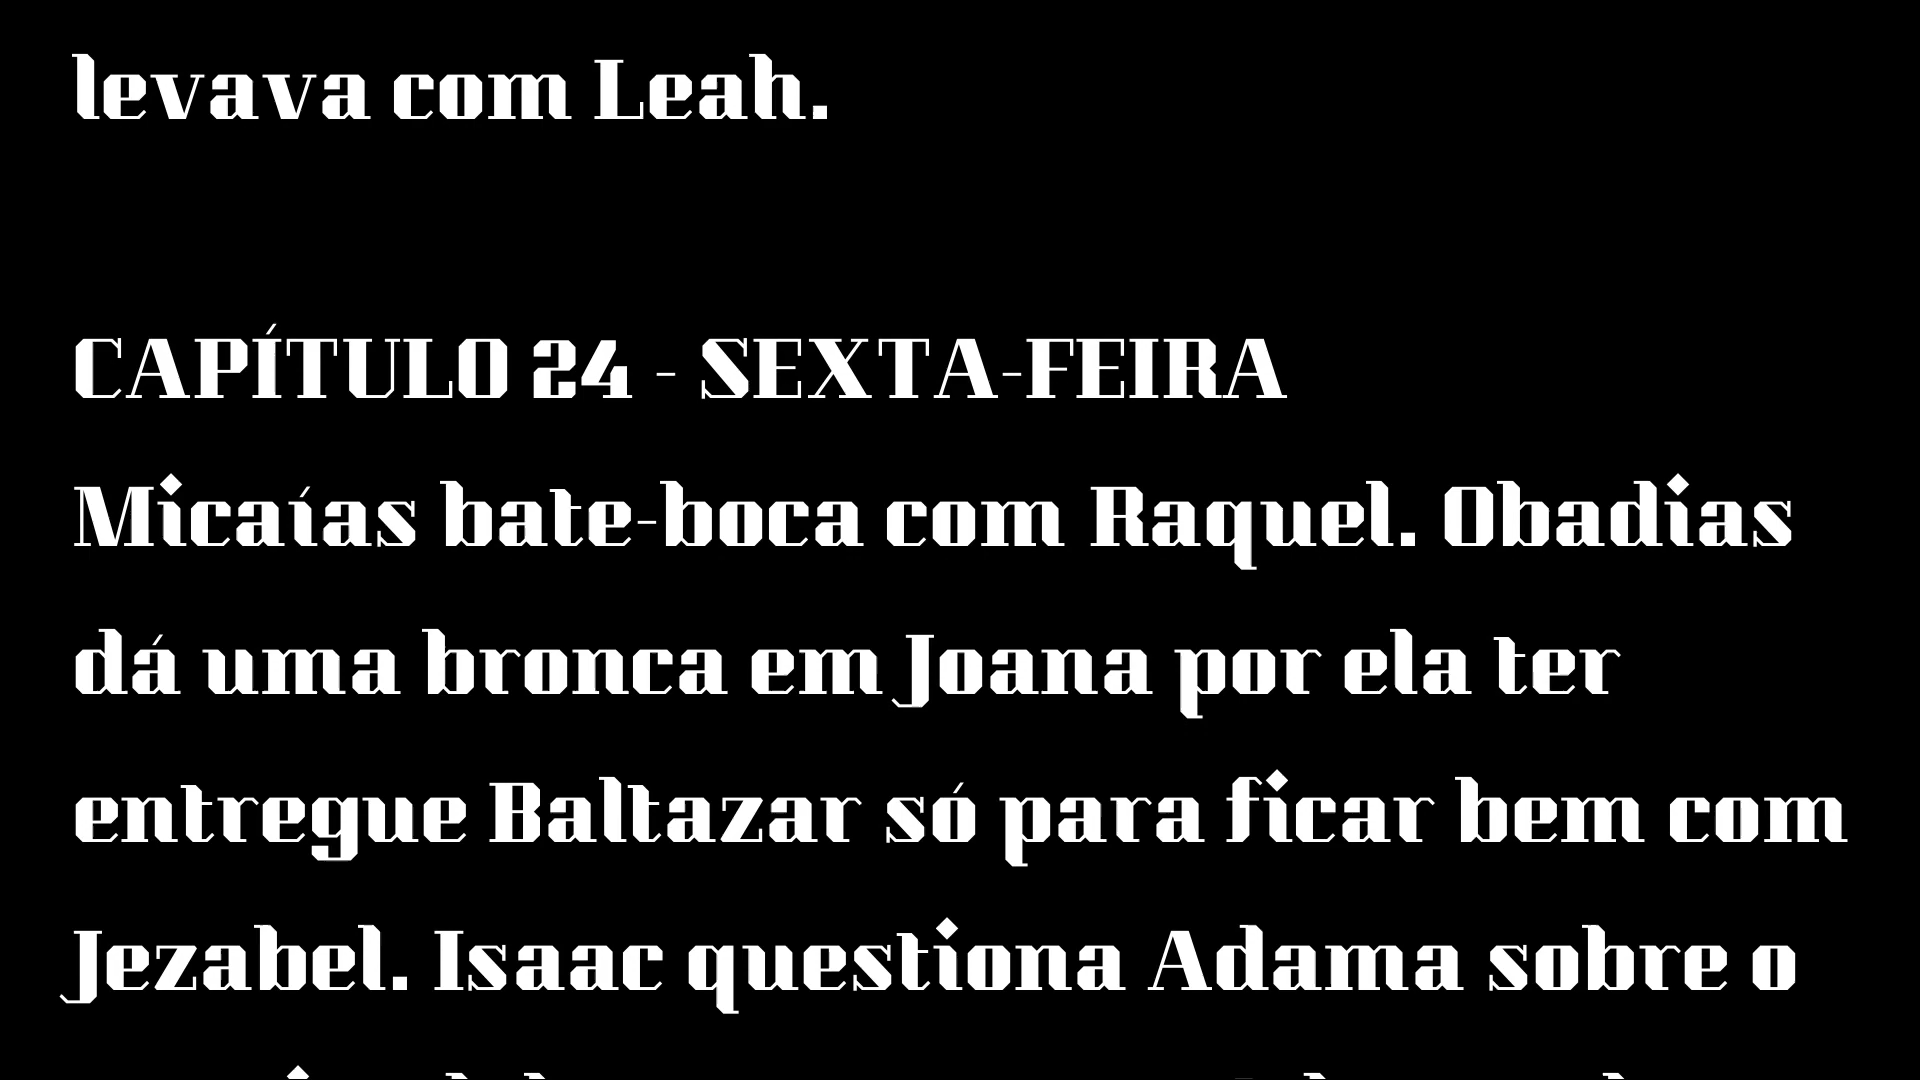 levava com Leah.
CAPÍTULO 24 - SEXTA-FEIRA
Micaías bate-boca com Raquel. Obadias
dá uma bronca em Joana por ela ter
entregue Baltazar só para ficar bem com
Jezabel. Isaac questiona Adama sobre o